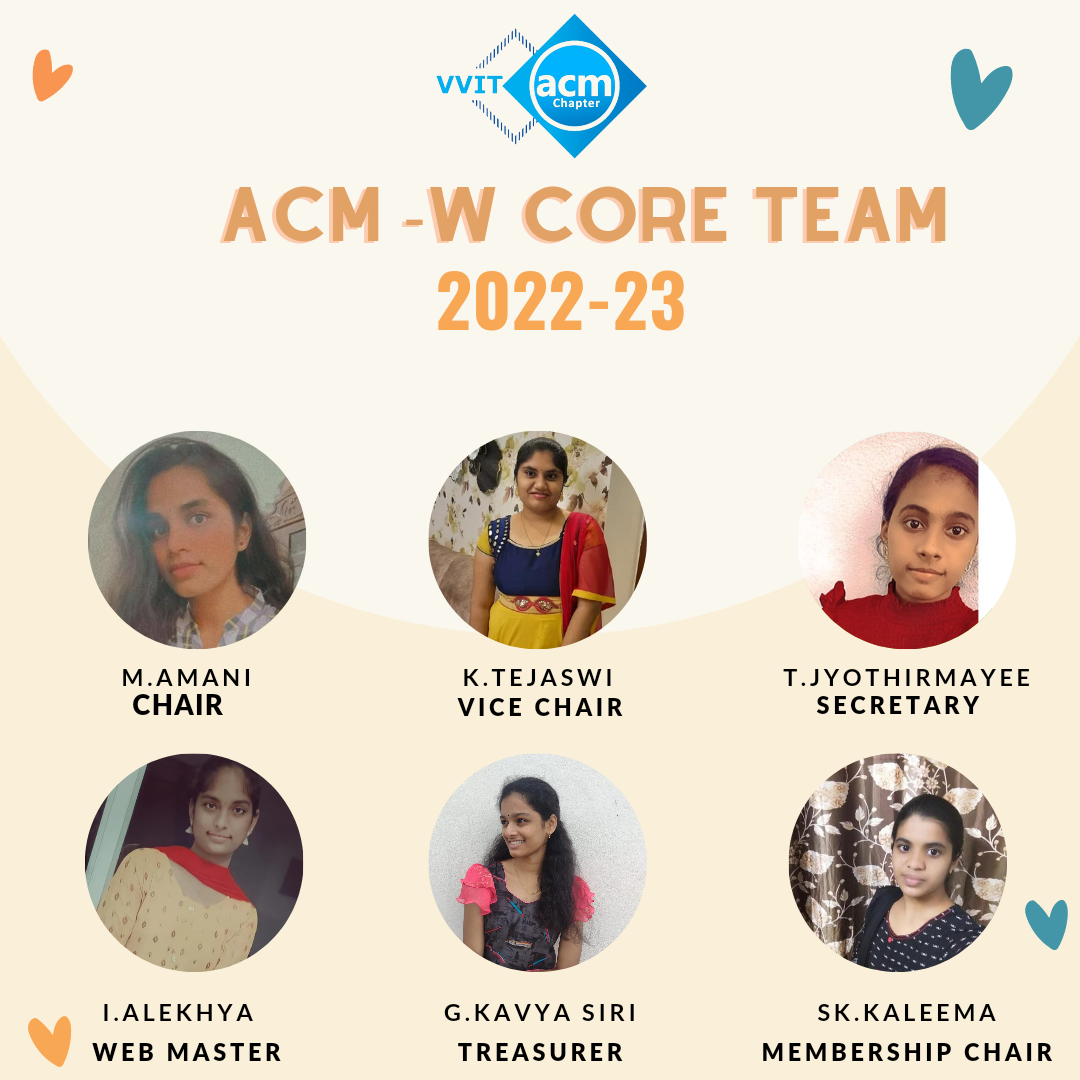 VVIT acm
Chapter
ACM -W CORE TEAM
2022-23
M.AMANI
CHAIR
K.TEJASWI
VICE CHAIR
T.JYOTHIRMAYEE
SECRETARY
I.ALEKHYA
WEB MASTER
G.KAVYA SIRI
TREASURER
SK.KALEEMA
MEMBERSHIP CHAIR